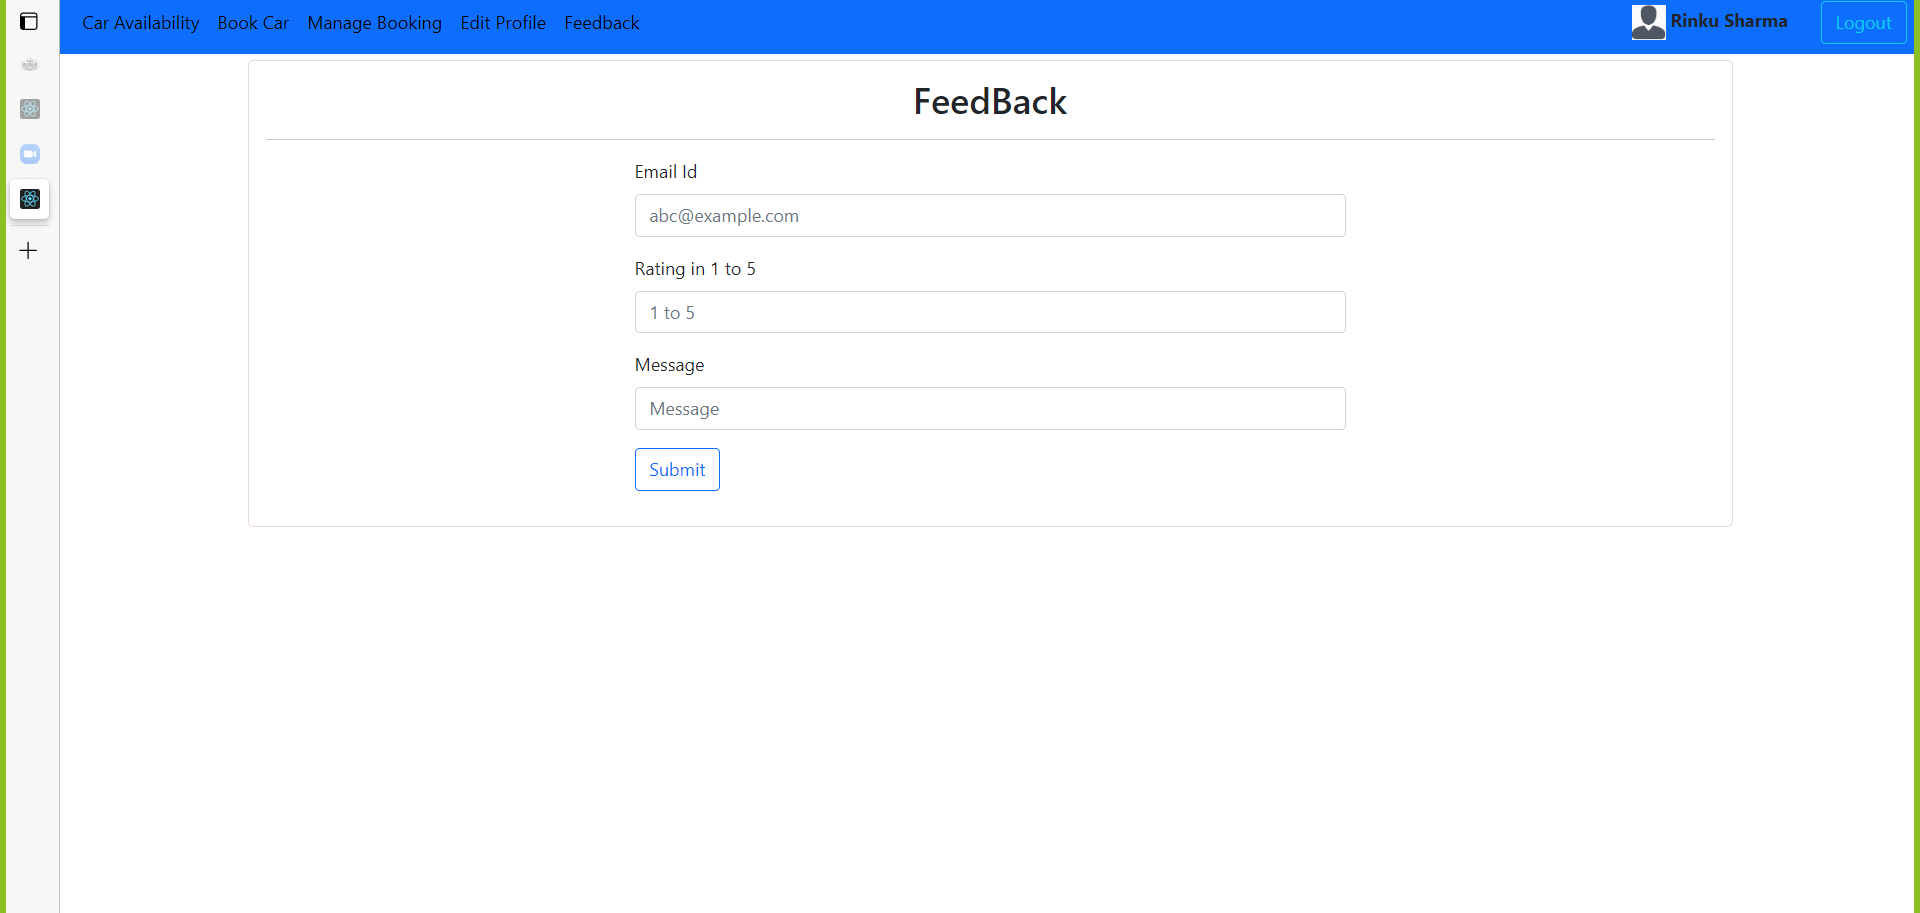 Car Availability Book Car Manage Booking Edit Profile Feedback Rinku Sharma Logout
FeedBack
Email Id
abc@example.com
Rating in 1 to 5
1 to 5
Message
Message
Submit